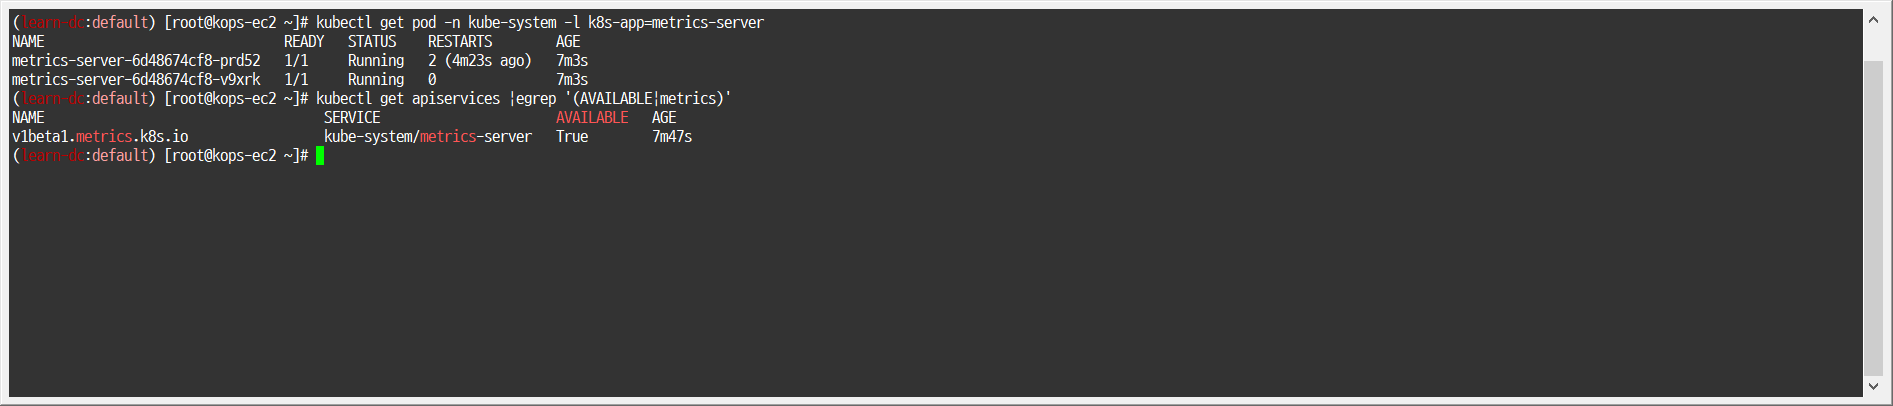 (learn-dc:default) [root@kops-ec2 ~]# kubectl get pod -n kube-system -l k8s-app=metrics-server
NAME                              READY   STATUS    RESTARTS        AGE
metrics-server-6d48674cf8-prd52   1/1     Running   2 (4m23s ago)   7m3s
metrics-server-6d48674cf8-v9xrk   1/1     Running   0               7m3s
(learn-dc:default) [root@kops-ec2 ~]# kubectl get apiservices |egrep '(AVAILABLE|metrics)'
NAME                                   SERVICE                      AVAILABLE   AGE
v1beta1.metrics.k8s.io                 kube-system/metrics-server   True        7m47s
(learn-dc:default) [root@kops-ec2 ~]#